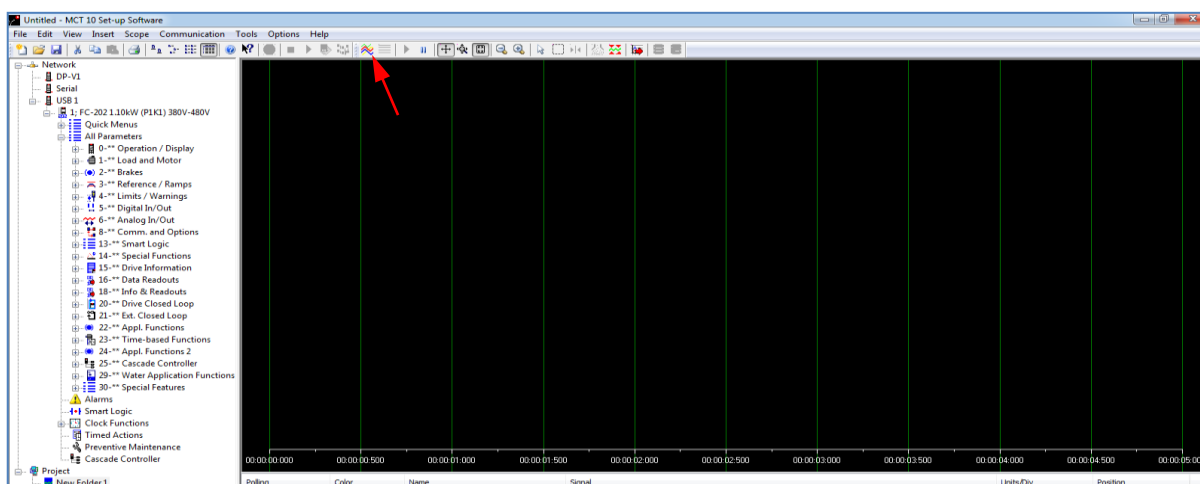 Untitled - MCT 10 Set-up Software
File Edit View Insert Scope Communication Tools Options Help
Network
DP-V1
Serial
USB 1
1; FC-202 1.10kW (P1K1) 380V-480V
Quick Menus
All Parameters
0-** Operation / Display
1-** Load and Motor
2-** Brakes
3-** Reference / Ramps
4-** Limits / Warnings
5-** Digital In/Out
6-** Analog In/Out
8-** Comm. and Options
13-** Smart Logic
14-** Special Functions
15-** Drive Information
16-** Data Readouts
18-** Info & Readouts
20-** Drive Closed Loop
21-** Ext. Closed Loop
22-** Appl. Functions
23-** Time-based Functions
24-** Appl. Functions 2
25-** Cascade Controller
29-** Water Application Functions
30-** Special Features
Alarms
Smart Logic
Clock Functions
Timed Actions
Preventive Maintenance
Cascade Controller
Project
New Folder 1
00:00:00:000 00:00:00:500 00:00:01:000 00:00:01:500 00:00:02:000 00:00:02:500 00:00:03:000 00:00:03:500 00:00:04:000 00:00:04:500 00:00:05:00
Polling Color Name Signal Units/Div Position